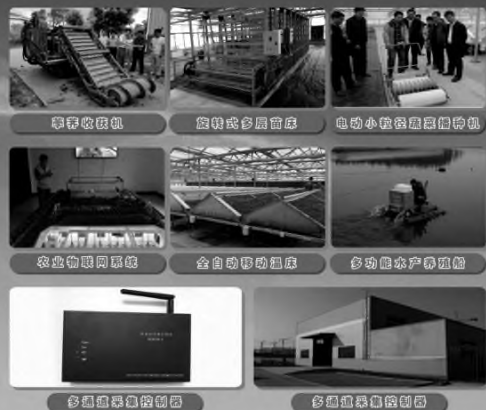 荸荠收获机
旋转式多层苗床
电动小粒径蔬菜播种机
农业物联网系统
全自动移动温床
多功能水产养殖船
多通道采集控制器
多通道采集控制器